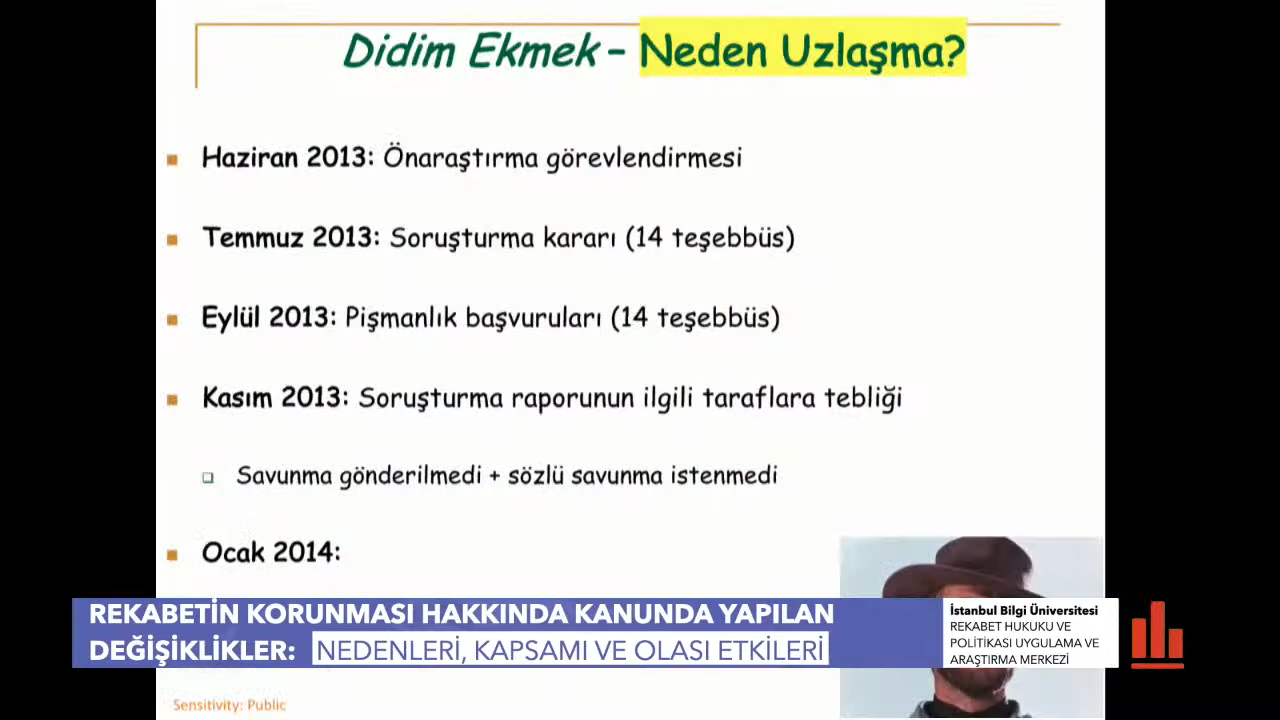 Didim Ekmek – Neden Uzlaşma?
Haziran 2013: Önaraştırma görevlendirmesi
Temmuz 2013: Soruşturma kararı (14 teşebbüs)
Eylül 2013: Pişmanlık başvuruları (14 teşebbüs)
Kasım 2013: Soruşturma raporunun ilgili taraflara tebliği
Savunma gönderilmedi + sözlü savunma istenmedi
Ocak 2014:
REKABETİN KORUNMASI HAKKINDA KANUNDA YAPILAN
DEĞİŞİKLİKLER: NEDENLERİ, KAPSAMI VE OLASI ETKİLERİ
İstanbul Bilgi Üniversitesi
REKABET HUKUKU VE
POLİTİKASI UYGULAMA VE
ARAŞTIRMA MERKEZİ
Sensitivity: Public